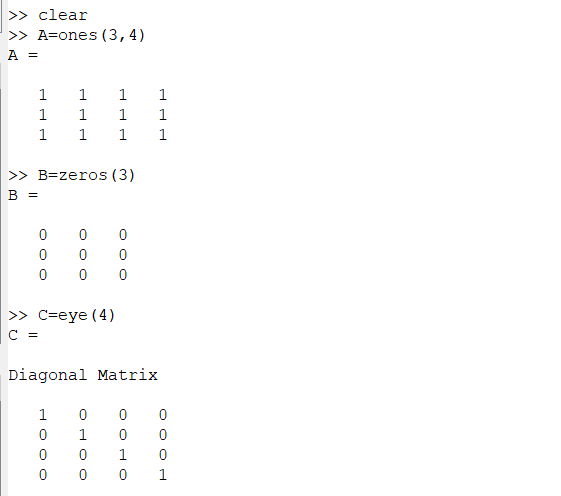 >> clear
>> A=ones(3,4)
A =
1 1 1 1
1 1 1 1
1 1 1 1
>> B=zeros(3)
B =
0 0 0
0 0 0
0 0 0
>> C=eye(4)
C =
Diagonal Matrix
1 0 0 0
0 1 0 0
0 0 1 0
0 0 0 1